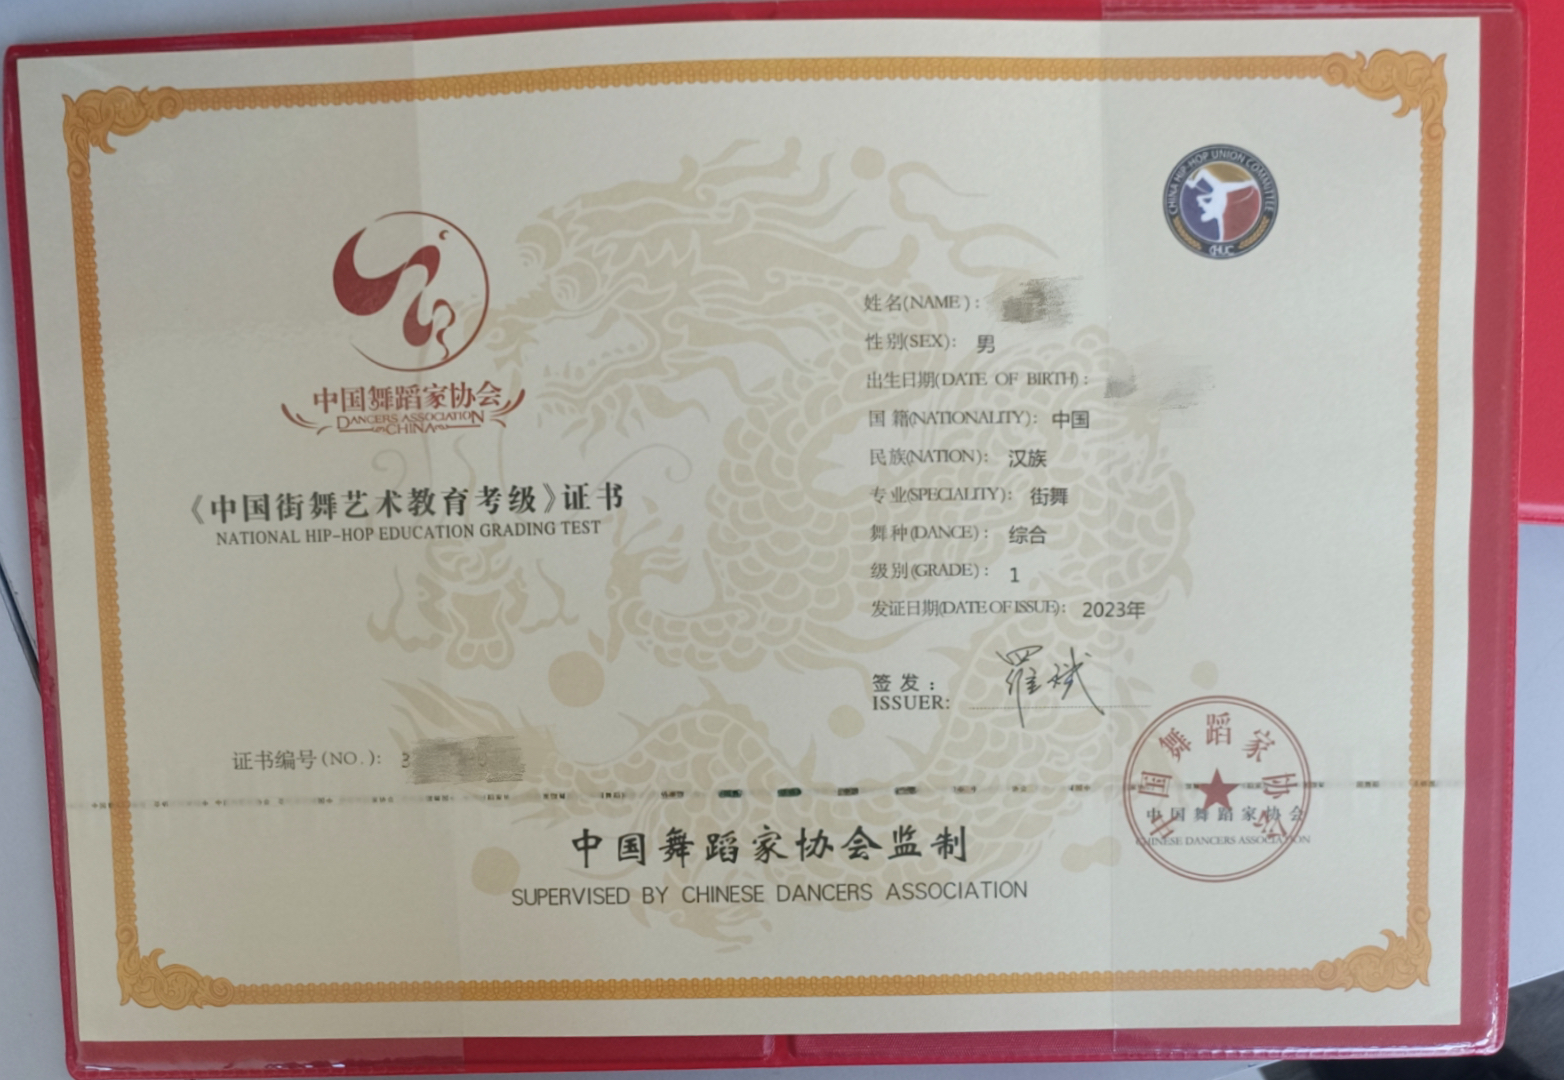 CHINA HIP-HOP UNION COMMITTEE
CHUC
中国舞蹈家协会
DANCERS ASSOCIATION
CHINA
《中国街舞艺术教育考级》证书
NATIONAL HIP-HOP EDUCATION GRADING TEST
姓名(NAME)：
性别(SEX)： 男
出生日期(DATE OF BIRTH)：
国籍(NATIONALITY)： 中国
民族(NATION)： 汉族
专业(SPECIALITY)： 街舞
舞种(DANCE)： 综合
级别(GRADE)： 1
发证日期(DATE OF ISSUE)： 2023年
签发：
ISSUER: 罗斌
证书编号(NO.)： 3
中国舞蹈家协会
中国舞蹈家协会
CHINESE DANCERS ASSOCIATION
中国舞蹈家协会监制
SUPERVISED BY CHINESE DANCERS ASSOCIATION